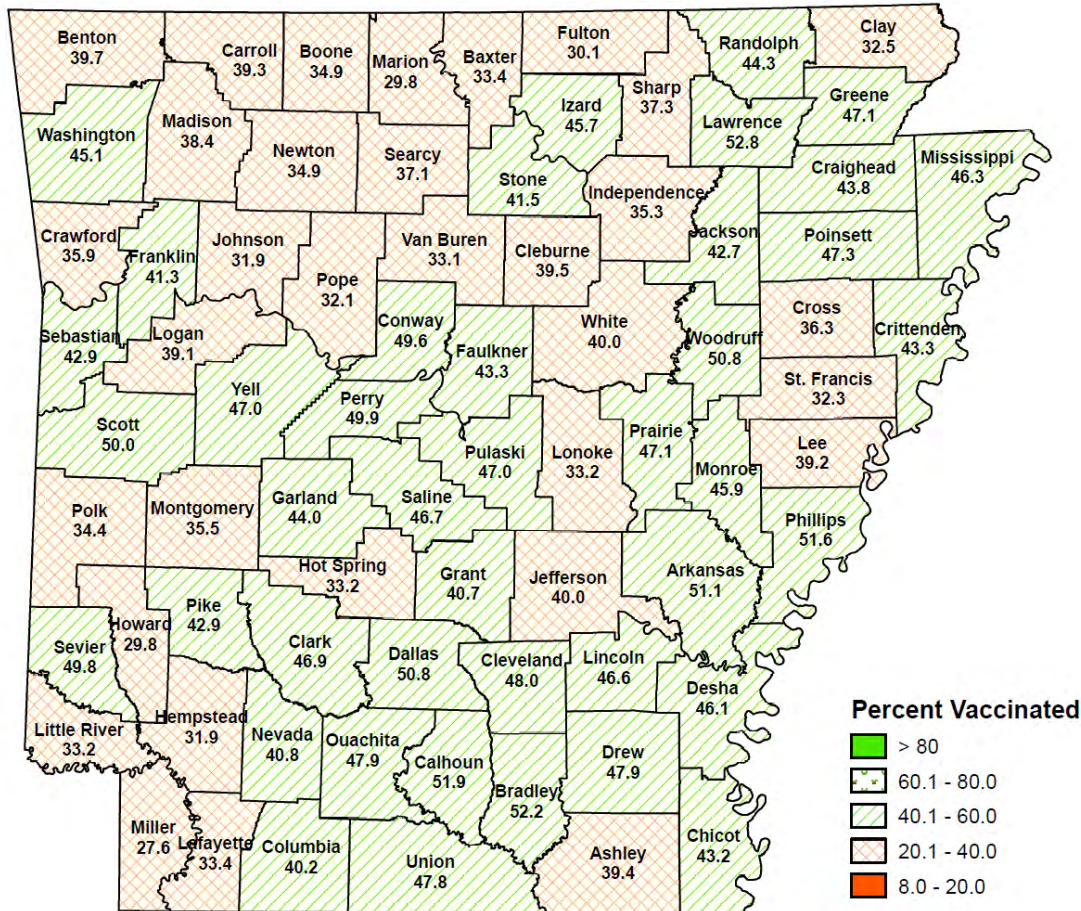 Benton
39.7
Carroll
39.3
Boone
34.9
Marion
29.8
Baxter
33.4
Fulton
30.1
Sharp
37.3
Randolph
44.3
Clay
32.5
Washington
45.1
Madison
38.4
Newton
34.9
Searcy
37.1
Stone
41.5
Izard
45.7
Lawrence
52.8
Greene
47.1
Independence
35.3
Craighead
43.8
Mississippi
46.3
Crawford
35.9
Franklin
41.3
Johnson
31.9
Pope
32.1
Van Buren
33.1
Cleburne
39.5
Jackson
42.7
Poinsett
47.3
Sebastian
42.9
Logan
39.1
Conway
49.6
Faulkner
43.3
White
40.0
Woodruff
50.8
Cross
36.3
Crittenden
43.3
Scott
50.0
Yell
47.0
Perry
49.9
Pulaski
47.0
Lonoke
33.2
Prairie
47.1
St. Francis
32.3
Monroe
45.9
Lee
39.2
Polk
34.4
Montgomery
35.5
Garland
44.0
Saline
46.7
Phillips
51.6
Hot Spring
33.2
Grant
40.7
Jefferson
40.0
Arkansas
51.1
Sevier
49.8
Howard
29.8
Pike
42.9
Clark
46.9
Dallas
50.8
Cleveland
48.0
Lincoln
46.6
Desha
46.1
Little River
33.2
Hempstead
31.9
Nevada
40.8
Ouachita
47.9
Calhoun
51.9
Bradley
52.2
Drew
47.9
Miller
27.6
Lafayette
33.4
Columbia
40.2
Union
47.8
Ashley
39.4
Chicot
43.2
Percent Vaccinated
> 80
60.1 - 80.0
40.1 - 60.0
20.1 - 40.0
8.0 - 20.0